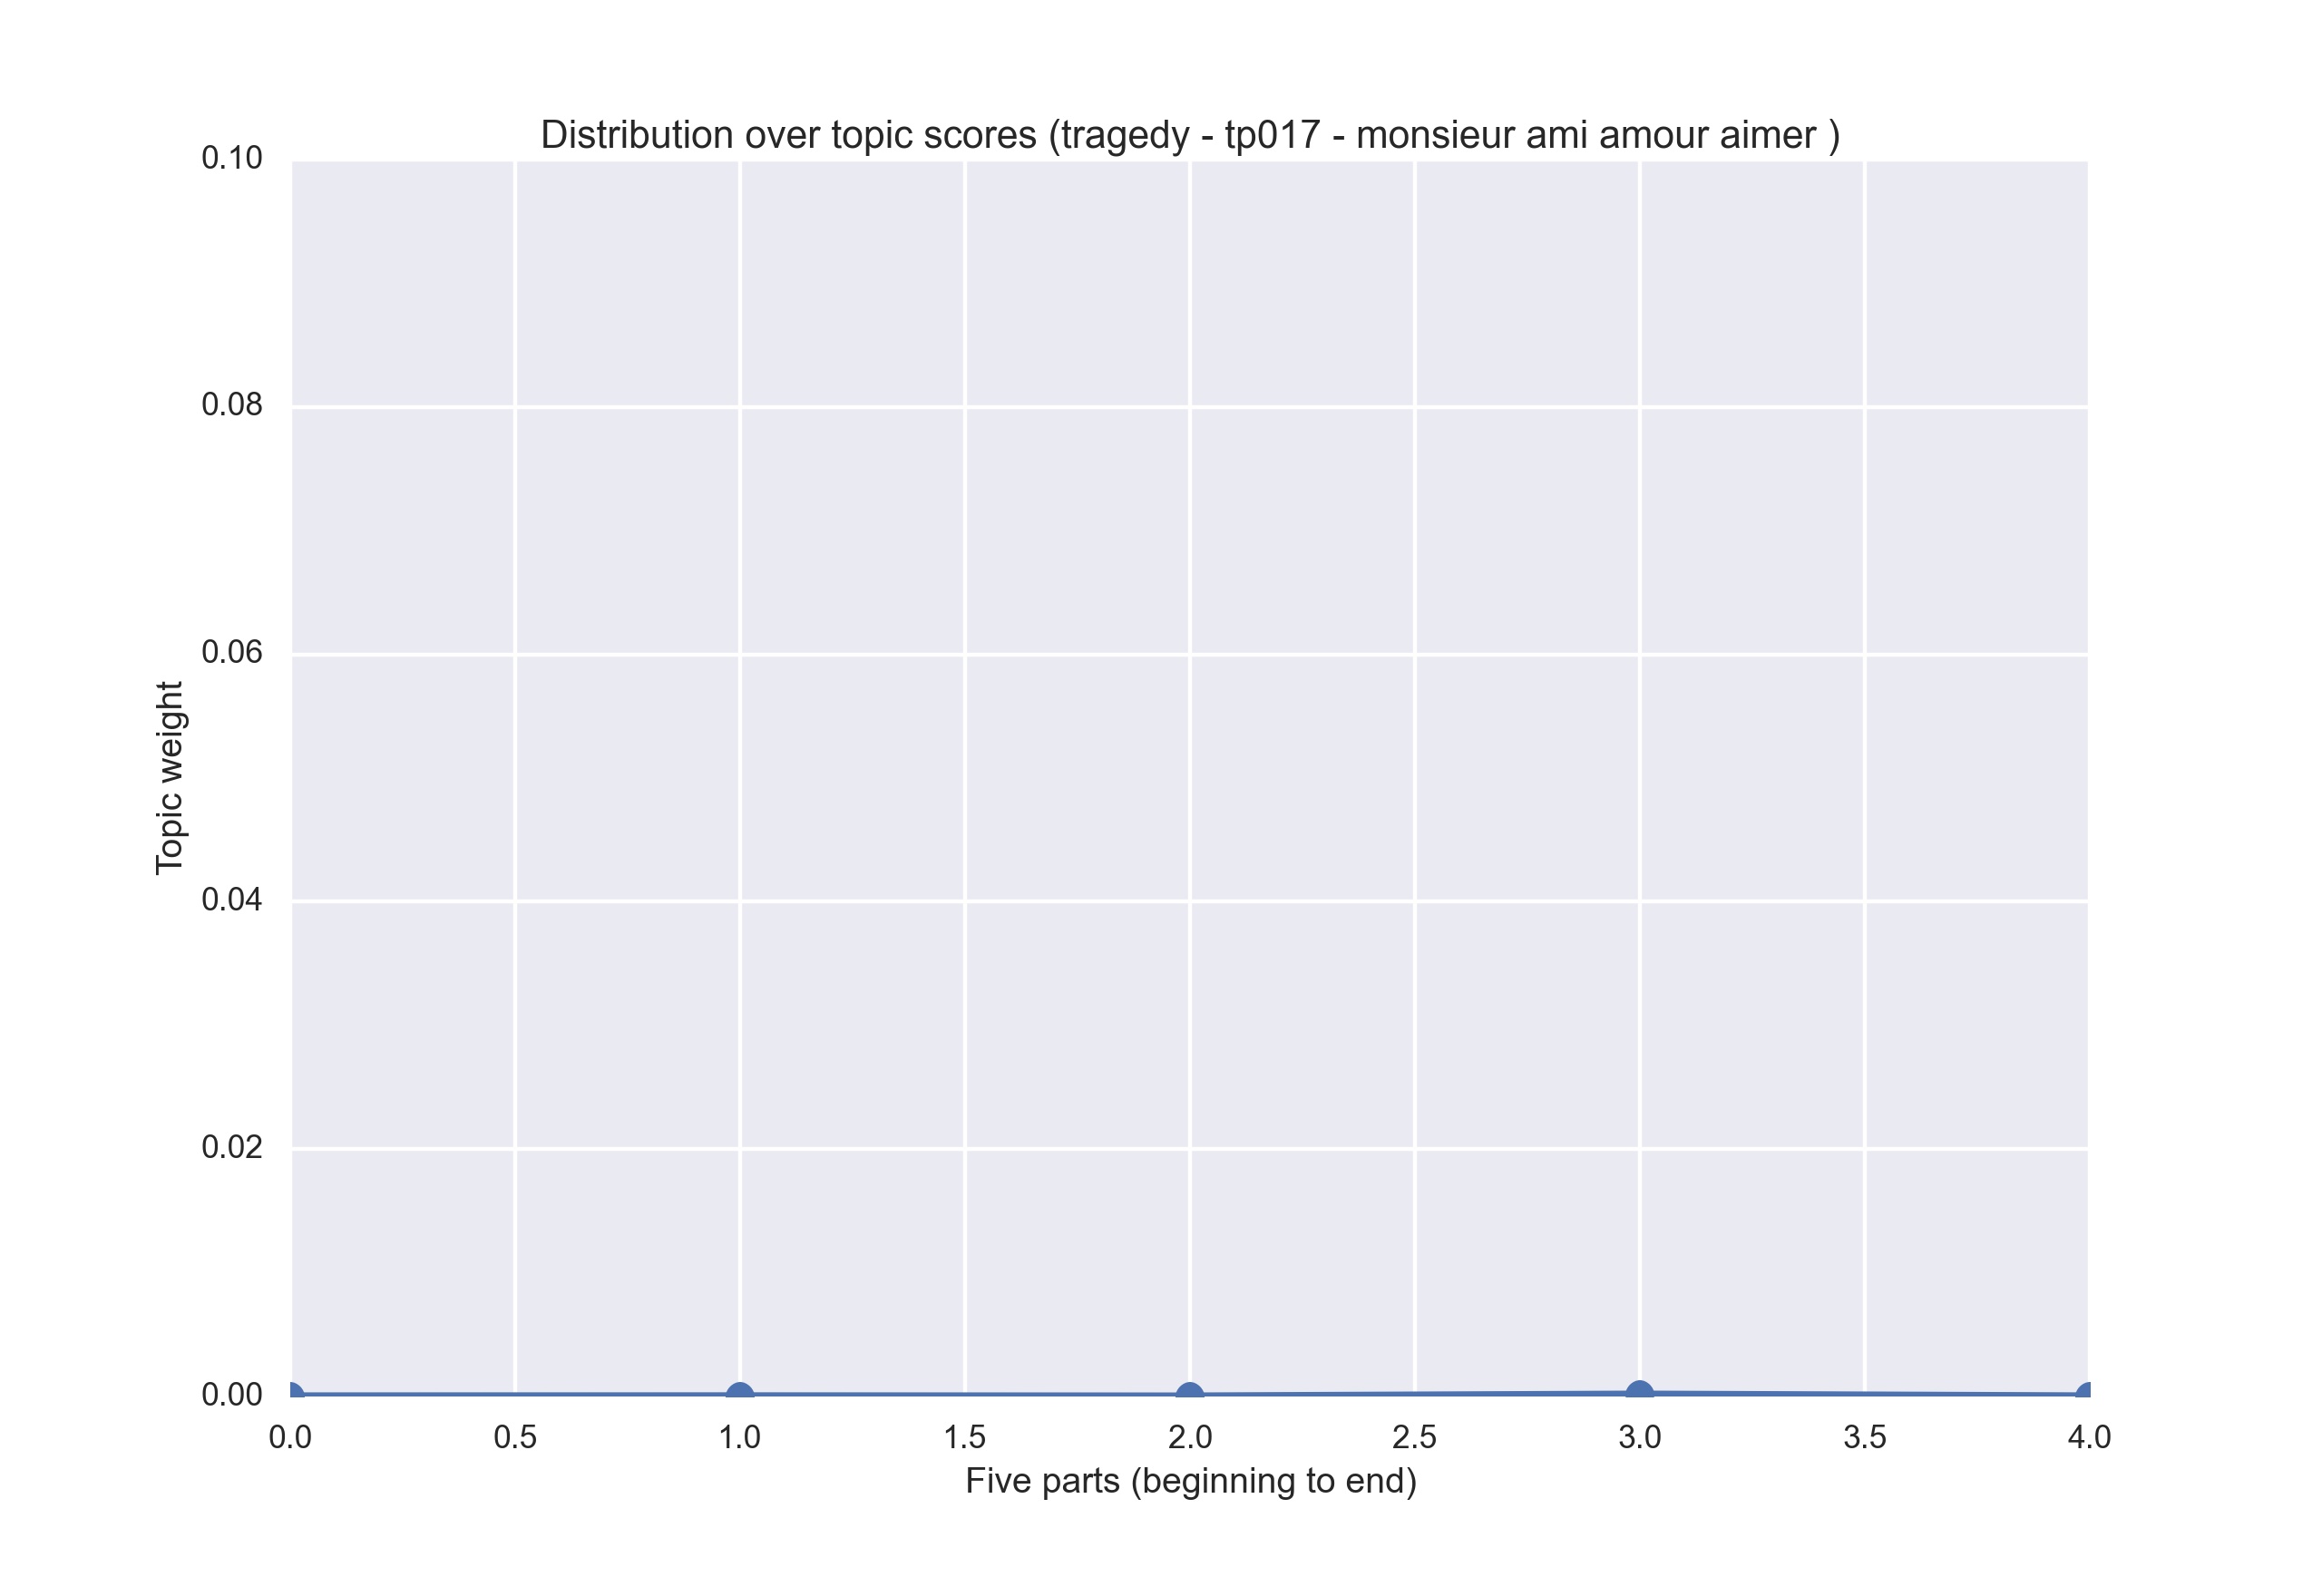 Distribution over topic scores (tragedy - tp017 - monsieur ami amour aimer )
0.10
0.08
0.06
0.04
0.02
0.00
Topic weight
0.0 0.5 1.0 1.5 2.0 2.5 3.0 3.5 4.0
Five parts (beginning to end)